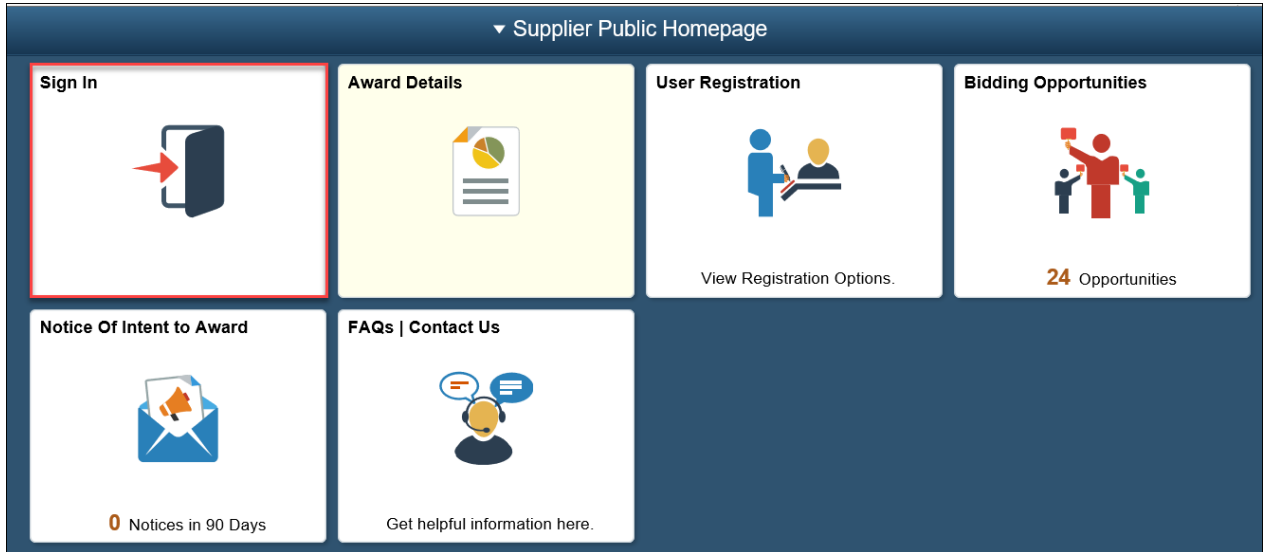 Supplier Public Homepage
Sign In
Award Details
User Registration
Bidding Opportunities
View Registration Options.
24 Opportunities
Notice Of Intent to Award
FAQs | Contact Us
0 Notices in 90 Days
Get helpful information here.